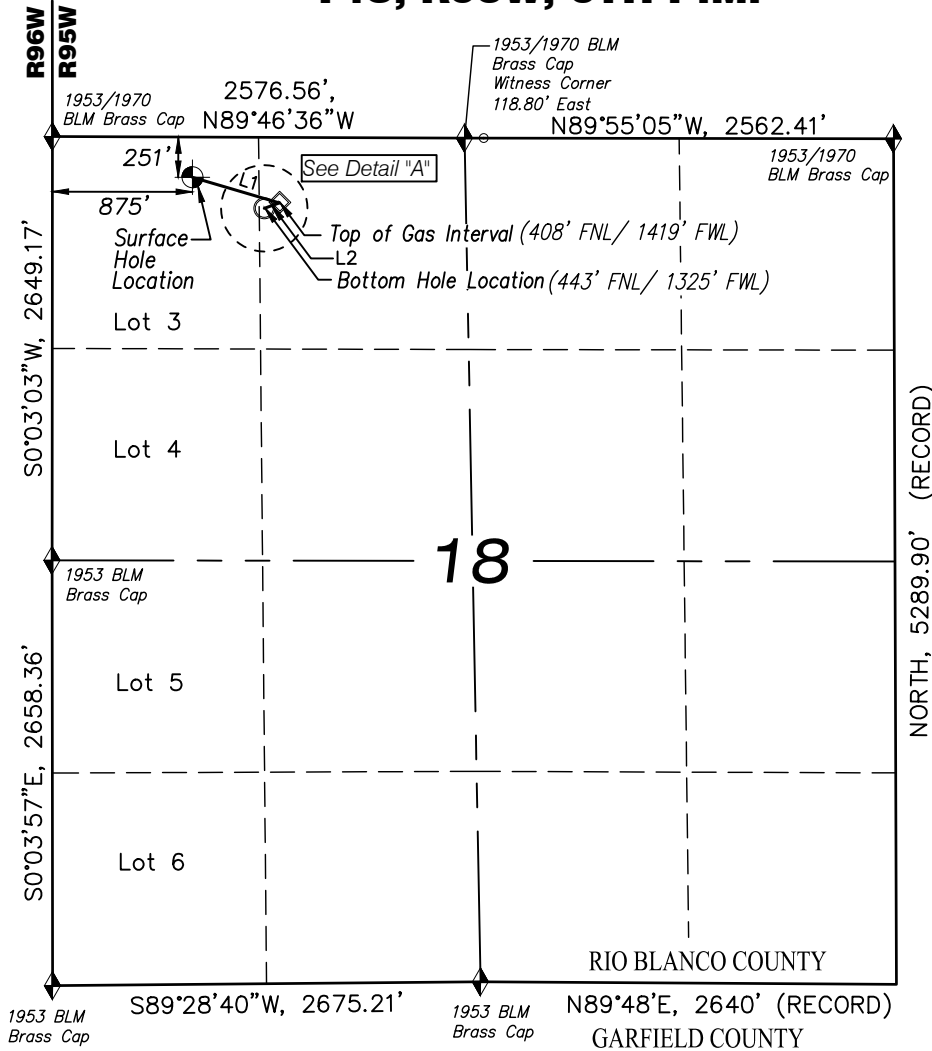 R96W
R95W
1953/1970
BLM Brass Cap
2576.56',
N89°46'36"W
1953/1970 BLM
Brass Cap
Witness Corner
118.80' East
N89°55'05"W, 2562.41'
1953/1970
BLM Brass Cap
251'
875'
L1
See Detail "A"
Surface
Hole
Location
Top of Gas Interval (408' FNL/ 1419' FWL)
L2
Bottom Hole Location (443' FNL/ 1325' FWL)
S0°03'03"W, 2649.17'
Lot 3
Lot 4
18
NORTH, 5289.90' (RECORD)
1953 BLM
Brass Cap
S0°03'57"E, 2658.36'
Lot 5
Lot 6
RIO BLANCO COUNTY
1953 BLM
Brass Cap
S89°28'40"W, 2675.21'
1953 BLM
Brass Cap
N89°48'E, 2640' (RECORD)
GARFIELD COUNTY